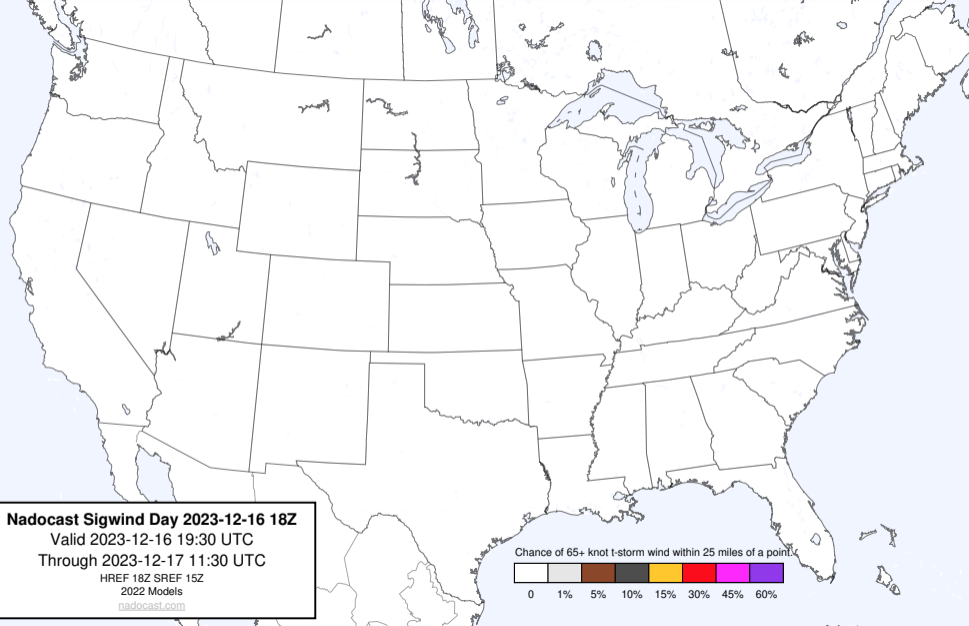 Nadocast Sigwind Day 2023-12-16 18Z
Valid 2023-12-16 19:30 UTC
Through 2023-12-17 11:30 UTC
HREF 18Z SREF 15Z
2022 Models
nadocast.com
Chance of 65+ knot t-storm wind within 25 miles of a point.
0 1% 5% 10% 15% 30% 45% 60%